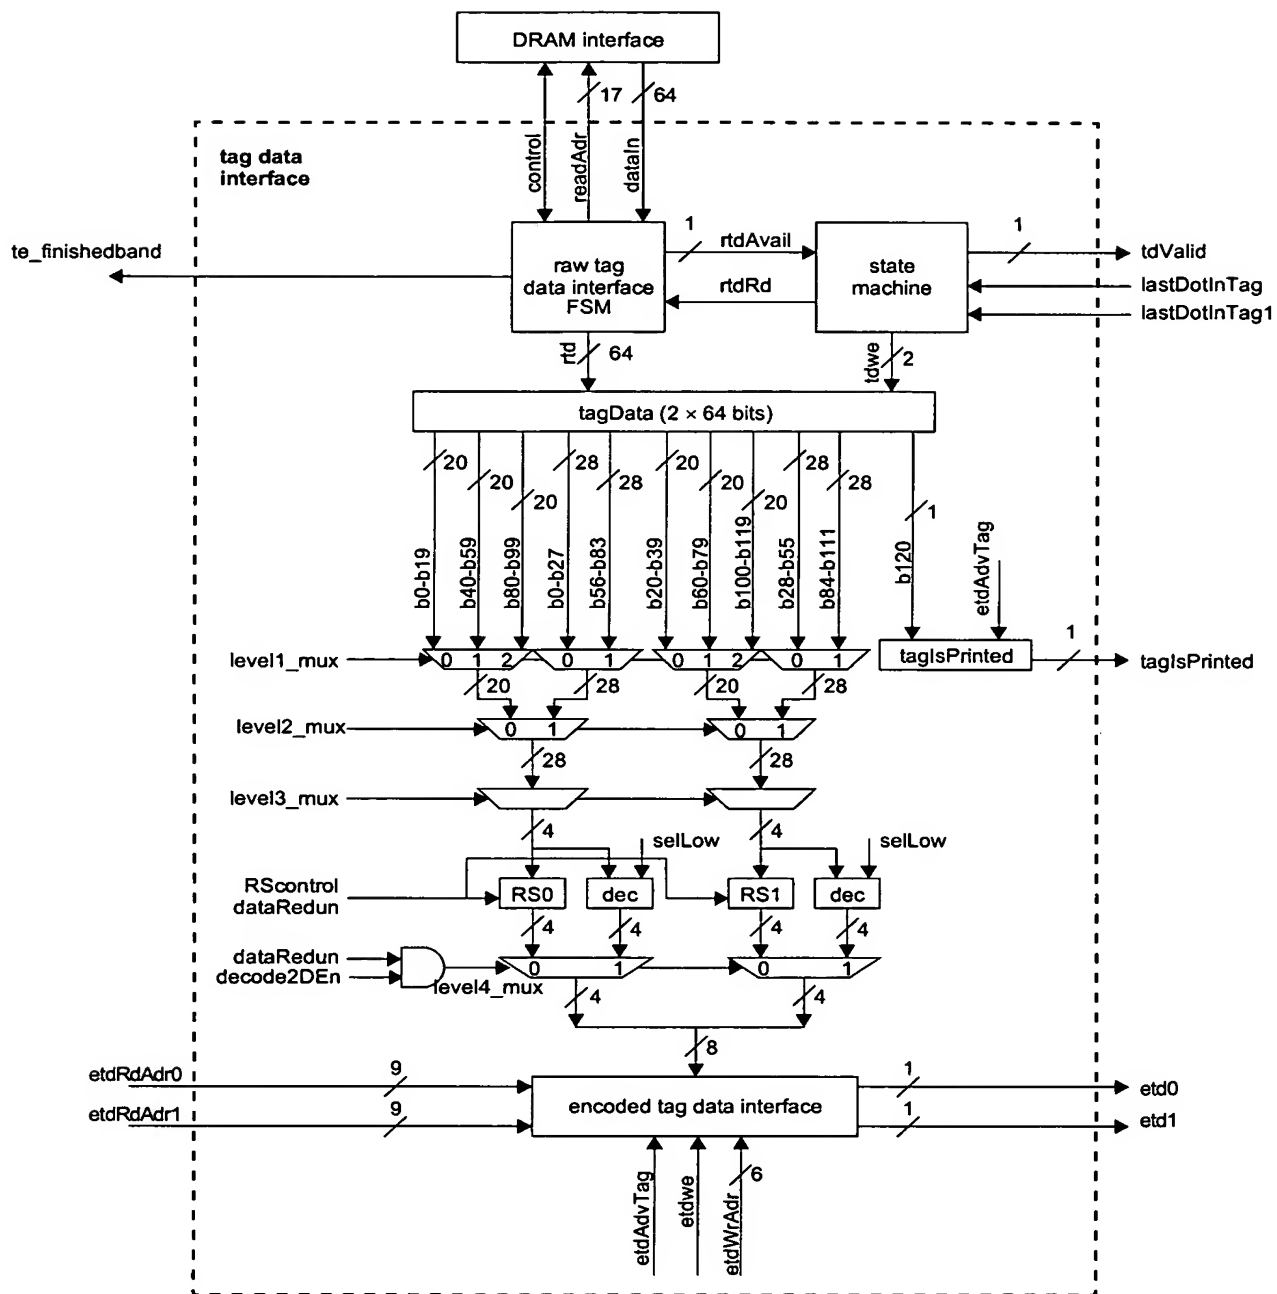 DRAM interface
17
64
control
readAdr
dataIn
tag data
interface
te_finishedband
raw tag
data interface
FSM
1
rtdAvail
rtdRd
state
machine
1
tdValid
lastDotInTag
lastDotInTag1
rtd
64
tdwe
2
tagData (2 × 64 bits)
20
20
20
28
28
20
20
20
28
28
1
b0-b19
b40-b59
b80-b99
b0-b27
b56-b83
b20-b39
b60-b79
b100-b119
b28-b55
b84-b111
b120
etdAdvTag
level1_mux
0 1 2
0 1
0 1 2
0 1
tagIsPrinted
1
tagIsPrinted
20
28
20
28
level2_mux
0 1
0 1
28
28
level3_mux
4
4
selLow
selLow
RScontrol
dataRedun
RS0
dec
RS1
dec
4
4
4
4
dataRedun
decode2DEn
level4_mux
0 1
0 1
4
4
8
etdRdAdr0
9
encoded tag data interface
1
etd0
etdRdAdr1
9
1
etd1
etdAdvTag
etdwe
etdWrAdr
6